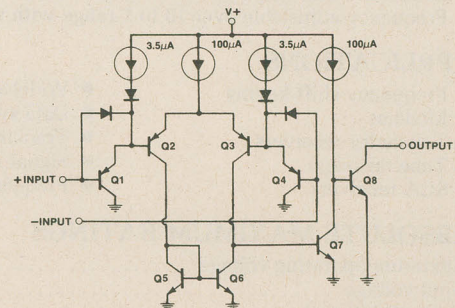 V+
3.5μA
100μA
3.5μA
100μA
Q2
Q3
OUTPUT
+INPUT
Q1
Q4
Q8
−INPUT
Q7
Q5
Q6